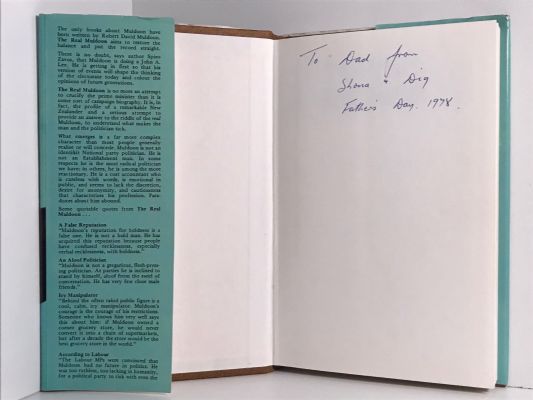 The only books about Muldoon have
been written by Robert David Muldoon.
The Real Muldoon aims to restore the
balance and put the record straight.
There is no doubt, says author Spiro
Zavos, that Muldoon is doing a John A.
Lee. He is getting in first so that his
version of events will shape the thinking
of the electorate today and colour the
opinions of future generations.
The Real Muldoon is no more an attempt
to crucify the prime minister than it is
some sort of campaign biography. It is, in
fact, the profile of a remarkable New
Zealander and a serious attempt to
provide an answer to the riddle of the real
Muldoon, to understand what makes the
man and the politician tick.
What emerges is a far more complex
character than most people generally
realise or will concede. Muldoon is not an
identikit National party politician. He is
not an Establishment man. In some
respects he is the most radical politician
we have; in others, he is among the more
reactionary. He is a cost accountant who
is careless with words, is emotional in
public, and seems to lack the discretion,
desire for anonymity, and cautiousness
that characterises his profession. Para-
doxes about him abound.
Some quotable quotes from The Real
Muldoon . . .
A False Reputation
"Muldoon's reputation for boldness is a
false one. He is not a bold man. He has
acquired this reputation because people
have confused recklessness, especially
verbal recklessness, with boldness."
An Aloof Politician
"Muldoon is not a gregarious, flesh-press-
ing politician. At parties he is inclined to
stand by himself, aloof from the swirl of
conversation. He has very few close male
friends."
Icy Manipulator
"Behind the often raked public figure is a
cool, calm, icy manipulator. Muldoon's
courage is the courage of his restrictions.
Someone who knows him very well says
this about him: if Muldoon owned a
corner grocery store, he would never
convert it into a chain of supermarkets,
but after a decade the store would be the
best grocery store in the world."
According to Labour
"The Labour MPs were convinced that
Muldoon had no future in politics. He
was too ruthless, too lacking in humanity,
for a political party to risk with even the
To Dad from
Shona & Dig
Father's Day. 1978.